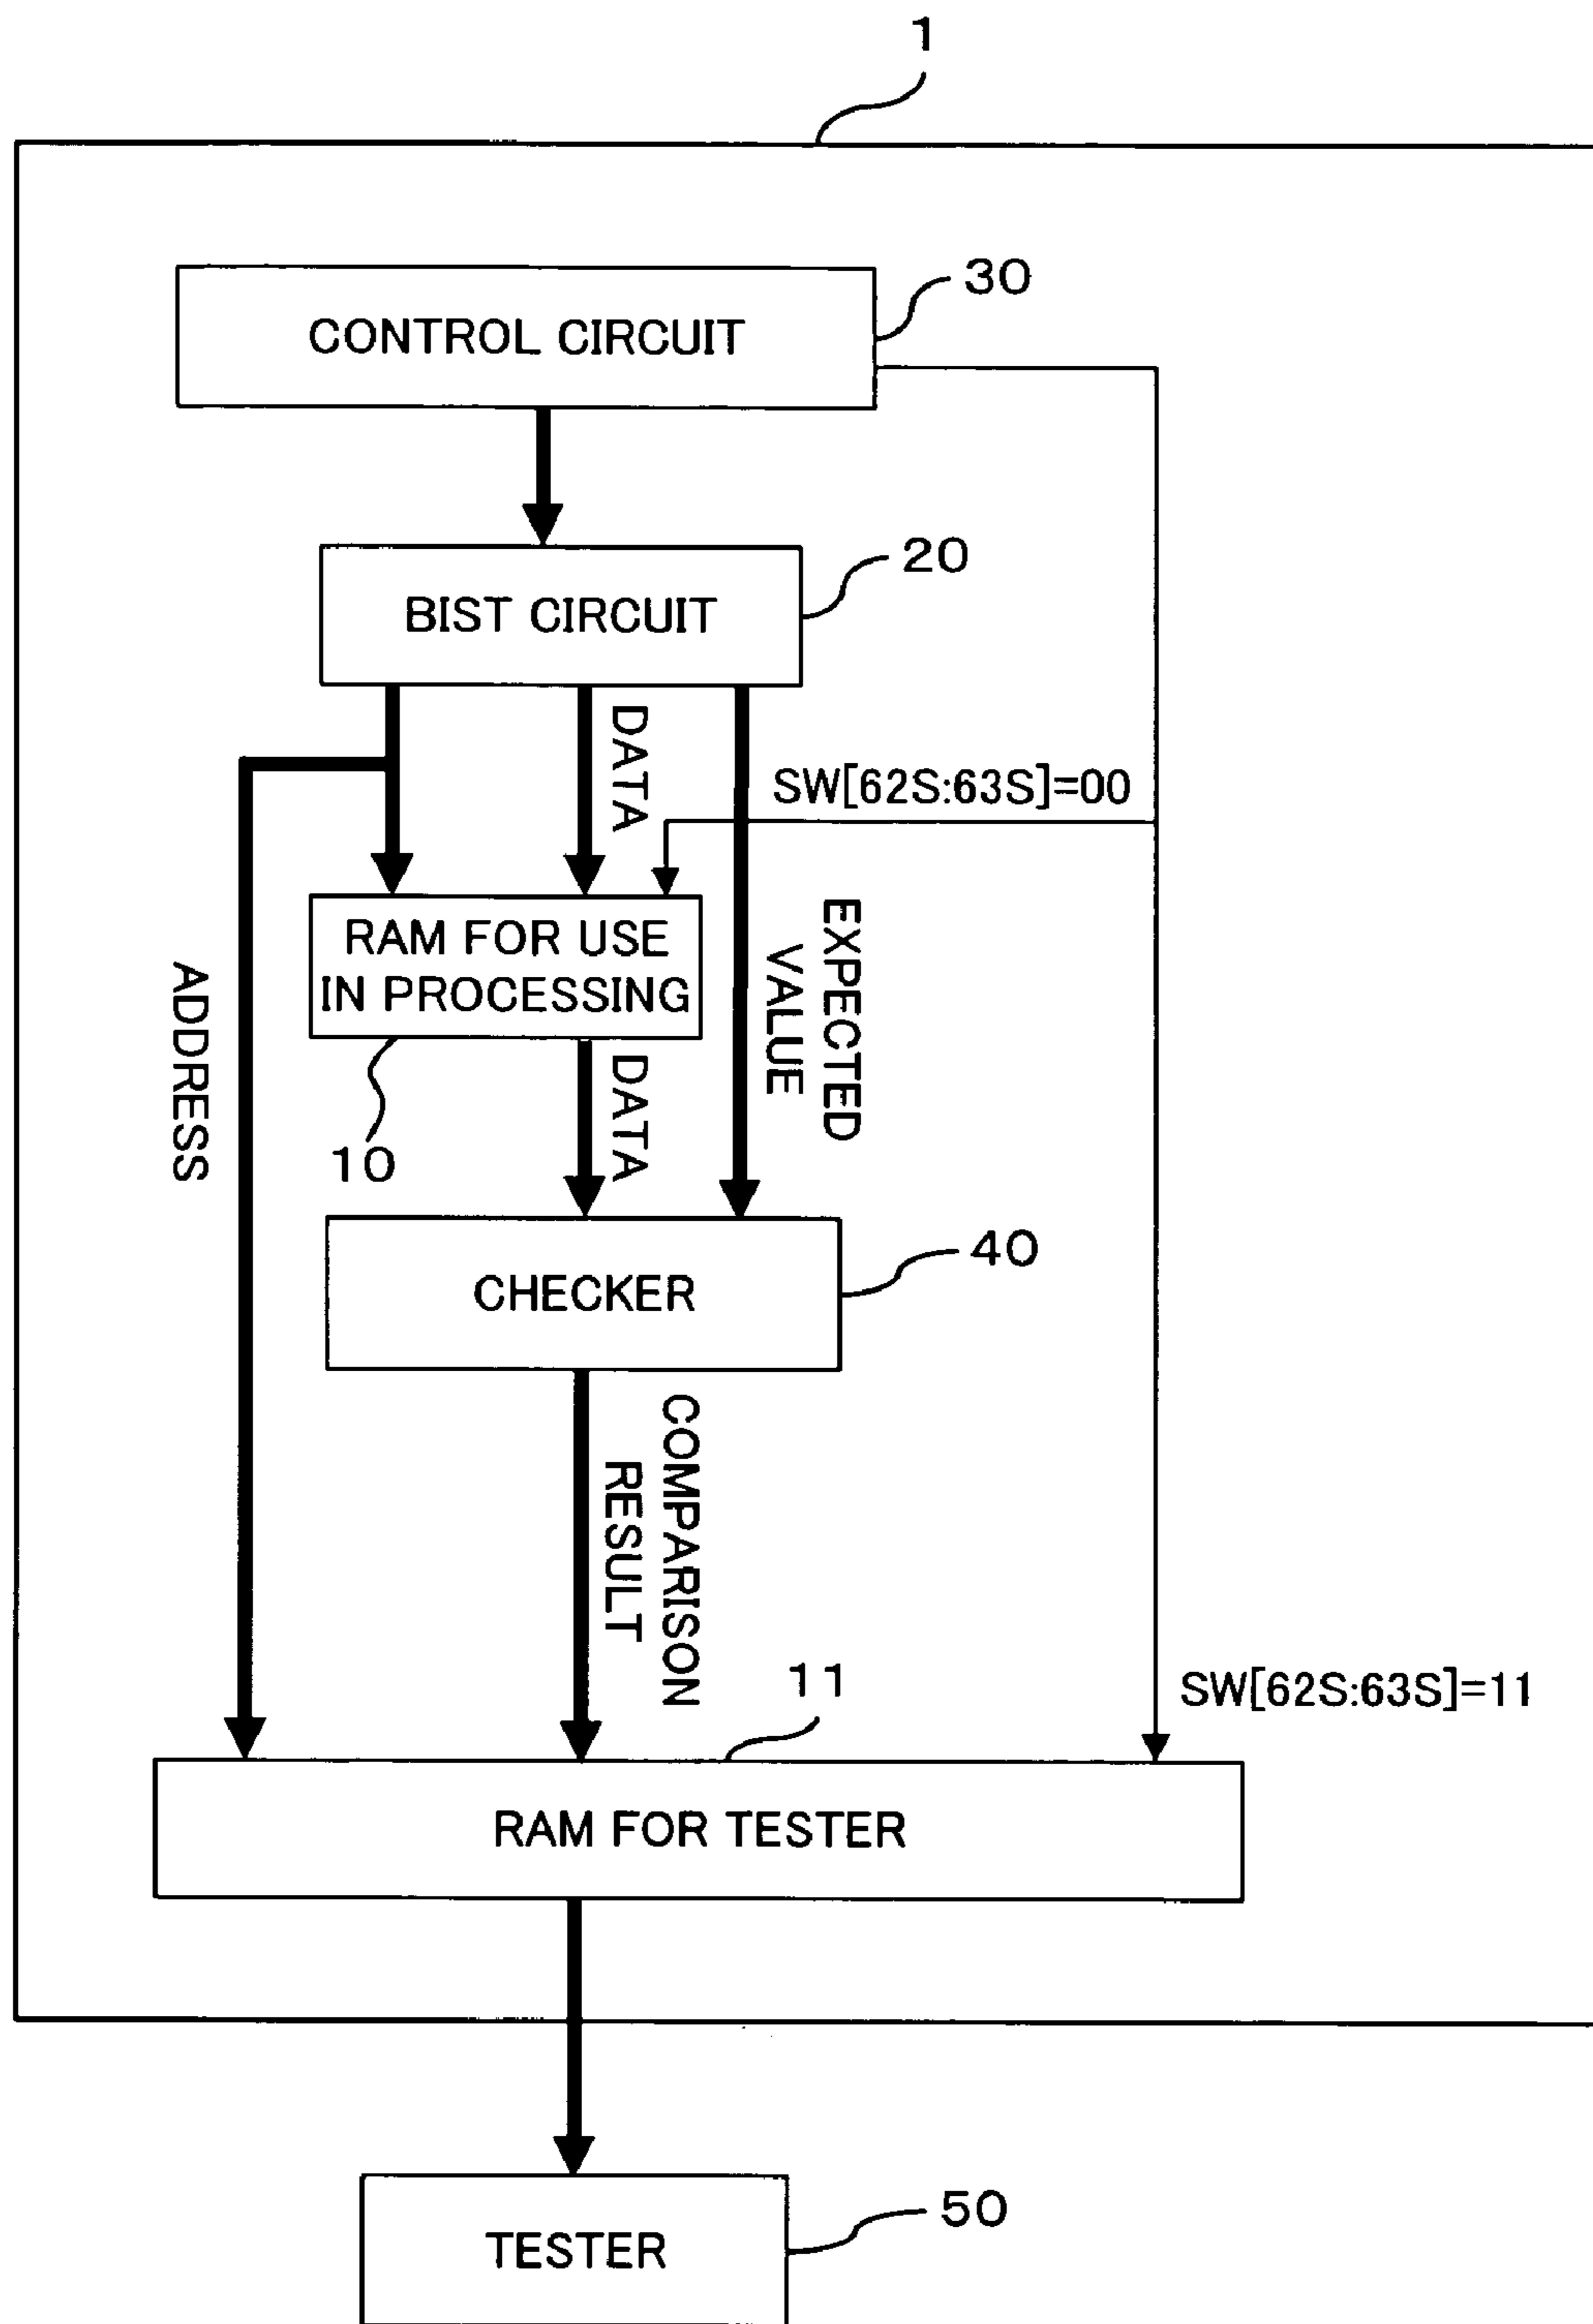 1
30
CONTROL CIRCUIT
20
BIST CIRCUIT
DATA
SW[62S:63S]=00
RAM FOR USE
IN PROCESSING
EXPECTED
VALUE
ADDRESS
DATA
10
40
CHECKER
COMPARISON
RESULT
11
SW[62S:63S]=11
RAM FOR TESTER
50
TESTER